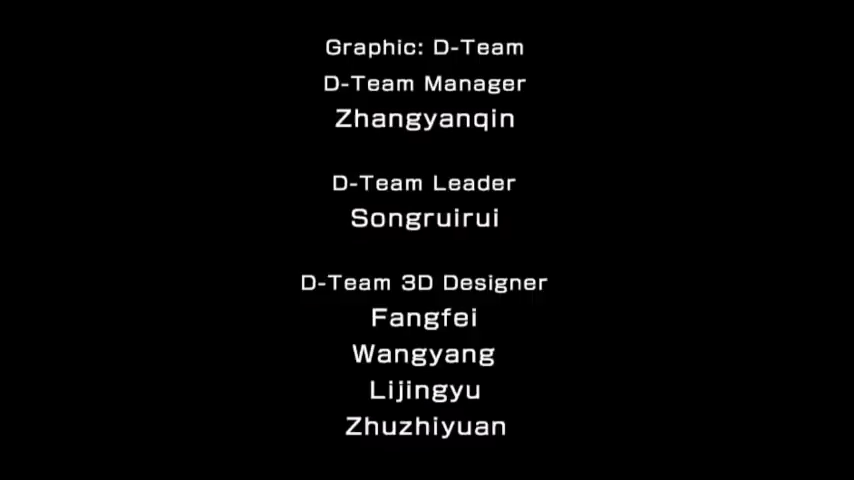 Graphic: D-Team
D-Team Manager
Zhangyanqin
D-Team Leader
Songruirui
D-Team 3D Designer
Fangfei
Wangyang
Lijingyu
Zhuzhiyuan